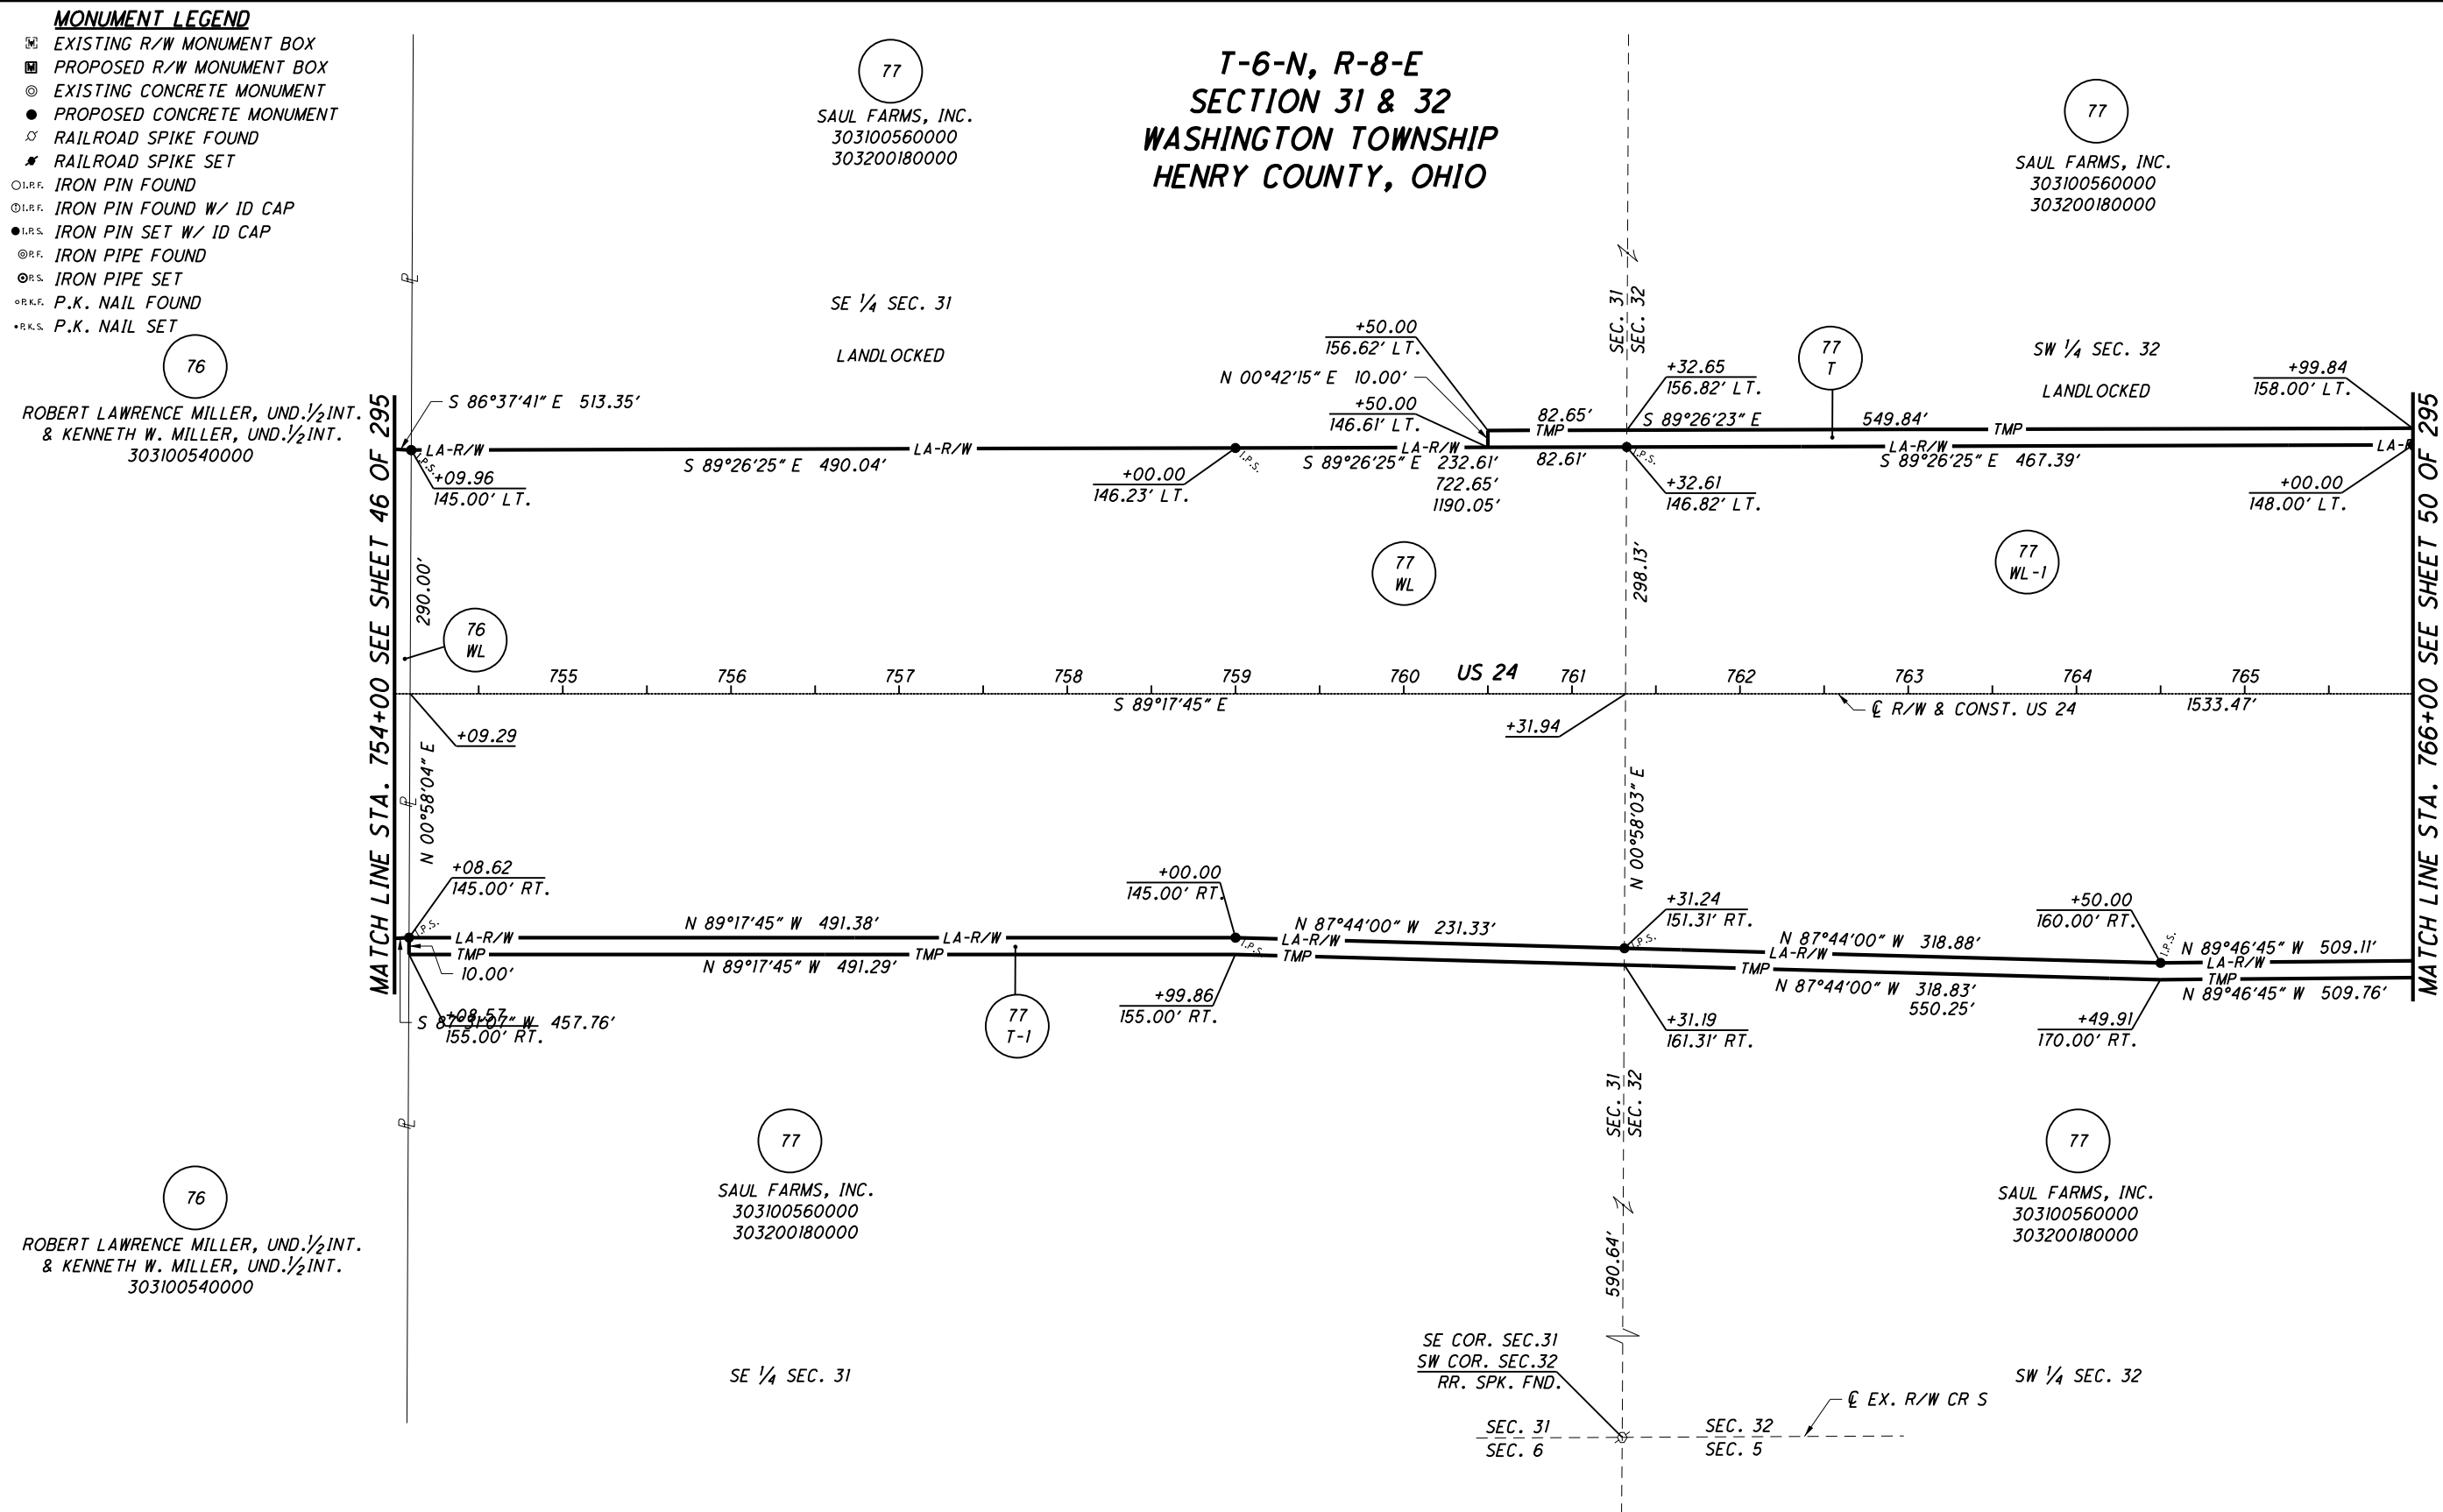 MONUMENT LEGEND
EXISTING R/W MONUMENT BOX
PROPOSED R/W MONUMENT BOX
EXISTING CONCRETE MONUMENT
PROPOSED CONCRETE MONUMENT
RAILROAD SPIKE FOUND
RAILROAD SPIKE SET
I.P.F. IRON PIN FOUND
I.P.F. IRON PIN FOUND W/ ID CAP
I.P.S. IRON PIN SET W/ ID CAP
P.F. IRON PIPE FOUND
P.S. IRON PIPE SET
P.K.F. P.K. NAIL FOUND
P.K.S. P.K. NAIL SET
77
SAUL FARMS, INC.
303100560000
303200180000
T-6-N, R-8-E
SECTION 31 & 32
WASHINGTON TOWNSHIP
HENRY COUNTY, OHIO
77
SAUL FARMS, INC.
303100560000
303200180000
76
ROBERT LAWRENCE MILLER, UND.1/2INT.
& KENNETH W. MILLER, UND.1/2INT.
303100540000
SE 1/4 SEC. 31
LANDLOCKED
SEC. 31
SEC. 32
SW 1/4 SEC. 32
LANDLOCKED
77
T
+50.00
156.62' LT.
N 00°42'15" E 10.00'
+50.00
146.61' LT.
+32.65
156.82' LT.
+99.84
158.00' LT.
S 86°37'41" E 513.35'
82.65'
TMP
S 89°26'23" E
549.84'
TMP
PL
LA-R/W
LA-R/W
LA-R/W
LA-R/W
LA-R
I.P.S.
I.P.S.
I.P.S.
S 89°26'25" E 490.04'
S 89°26'25" E 232.61'
722.65'
1190.05'
82.61'
S 89°26'25" E 467.39'
+09.96
145.00' LT.
+00.00
146.23' LT.
+32.61
146.82' LT.
+00.00
148.00' LT.
MATCH LINE STA. 754+00 SEE SHEET 46 OF 295
MATCH LINE STA. 766+00 SEE SHEET 50 OF 295
290.00'
298.13'
76
WL
77
WL
77
WL-1
755 756 757 758 759 760 US 24 761 762 763 764 765
S 89°17'45" E
CL R/W & CONST. US 24
1533.47'
+09.29
+31.94
PL
N 00°58'04" E
N 00°58'03" E
+08.62
145.00' RT.
+00.00
145.00' RT.
+31.24
151.31' RT.
+50.00
160.00' RT.
I.P.S.
I.P.S.
I.P.S.
I.P.S.
N 89°17'45" W 491.38'
N 87°44'00" W 231.33'
N 87°44'00" W 318.88'
N 89°46'45" W 509.11'
LA-R/W
LA-R/W
LA-R/W
LA-R/W
LA-R/W
TMP
TMP
TMP
TMP
TMP
10.00'
N 89°17'45" W 491.29'
N 87°44'00" W 318.83'
550.25'
N 89°46'45" W 509.76'
+08.57
155.00' RT.
S 87°31'07" W 457.76'
+99.86
155.00' RT.
+31.19
161.31' RT.
+49.91
170.00' RT.
77
T-1
PL
SEC. 31
SEC. 32
76
ROBERT LAWRENCE MILLER, UND.1/2INT.
& KENNETH W. MILLER, UND.1/2INT.
303100540000
77
SAUL FARMS, INC.
303100560000
303200180000
77
SAUL FARMS, INC.
303100560000
303200180000
590.64'
SE 1/4 SEC. 31
SE COR. SEC.31
SW COR. SEC.32
RR. SPK. FND.
SW 1/4 SEC. 32
CL EX. R/W CR S
SEC. 31
SEC. 6
SEC. 32
SEC. 5